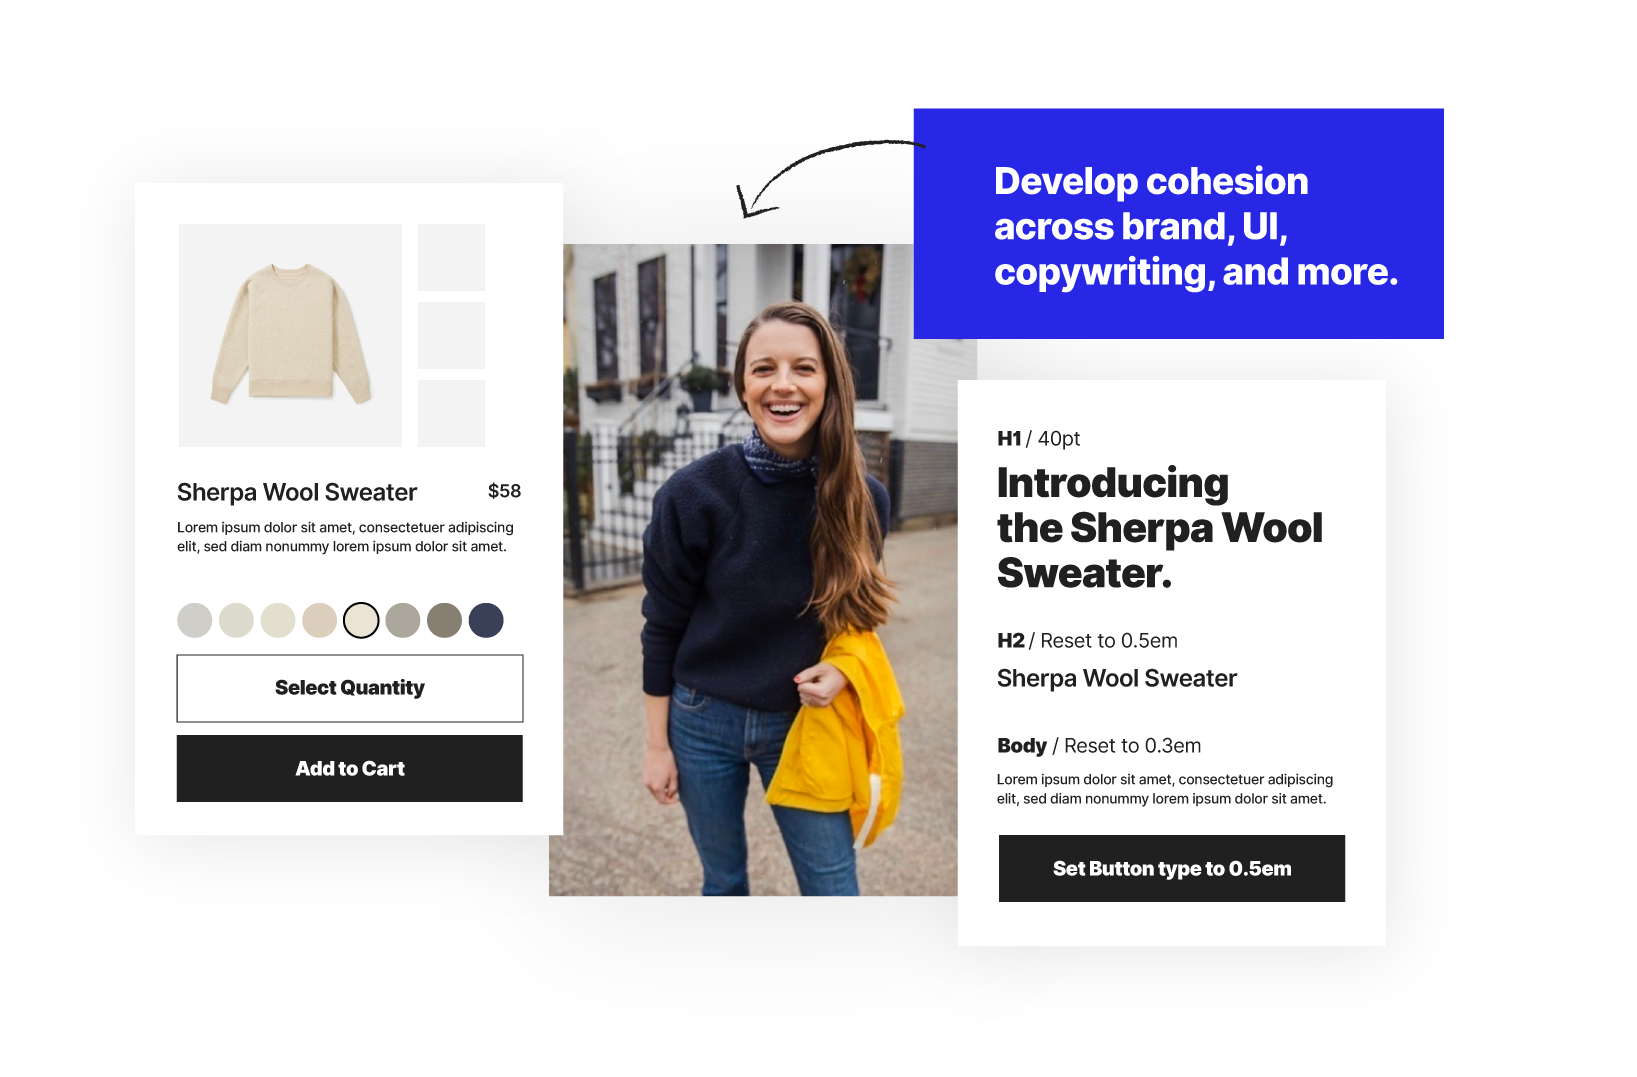 Develop cohesion
across brand, UI,
copywriting, and more.
Sherpa Wool Sweater
$58
Lorem ipsum dolor sit amet, consectetuer adipiscing
elit, sed diam nonummy lorem ipsum dolor sit amet.
Select Quantity
Add to Cart
H1 / 40pt
Introducing
the Sherpa Wool
Sweater.
H2 / Reset to 0.5em
Sherpa Wool Sweater
Body / Reset to 0.3em
Lorem ipsum dolor sit amet, consectetuer adipiscing
elit, sed diam nonummy lorem ipsum dolor sit amet.
Set Button type to 0.5em